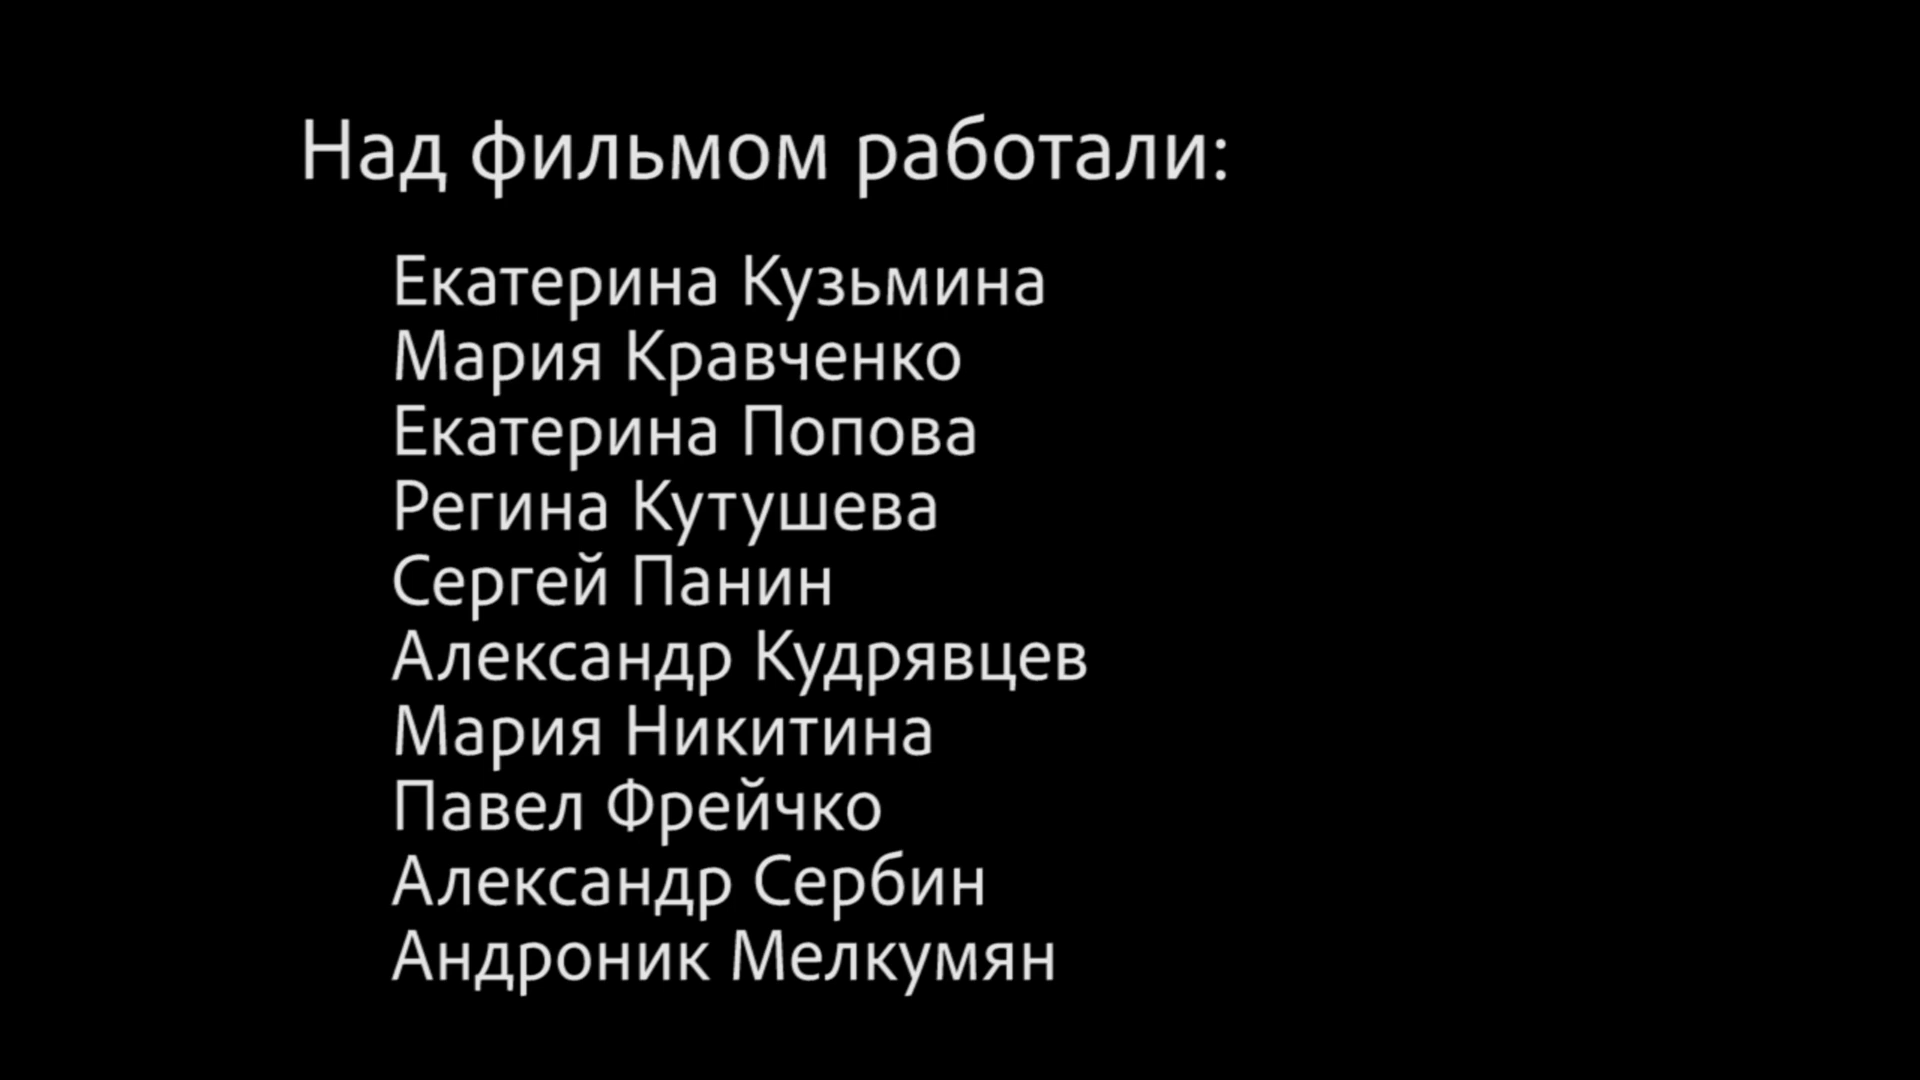 Над фильмом работали:
Екатерина Кузьмина
Мария Кравченко
Екатерина Попова
Регина Кутушева
Сергей Панин
Александр Кудрявцев
Мария Никитина
Павел Фрейчко
Александр Сербин
Андроник Мелкумян